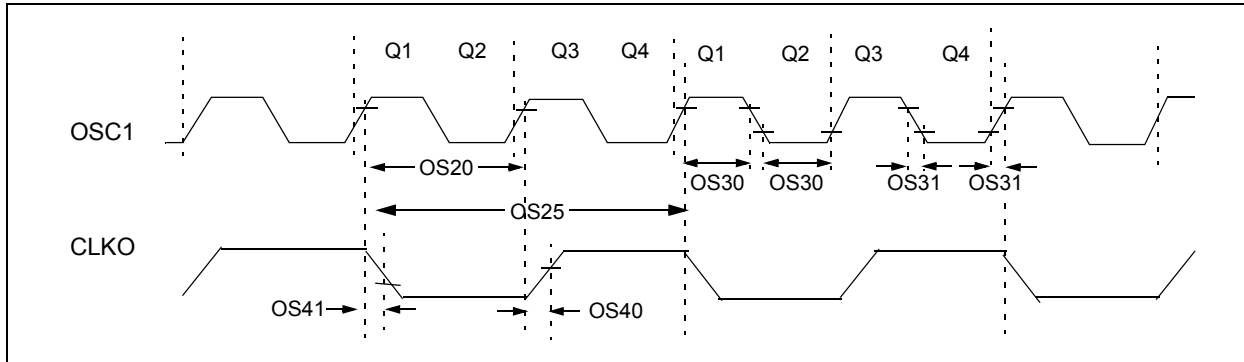 Q1 Q2 Q3 Q4 Q1 Q2 Q3 Q4
OSC1
OS20 OS30 OS30 OS31 OS31
OS25
CLKO
OS41 OS40